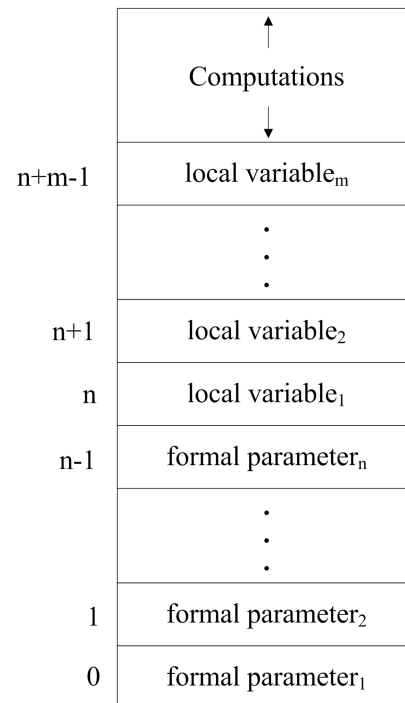 Computations
n+m-1 local variableₘ
.
.
.
n+1 local variable₂
n local variable₁
n-1 formal parameterₙ
.
.
.
1 formal parameter₂
0 formal parameter₁